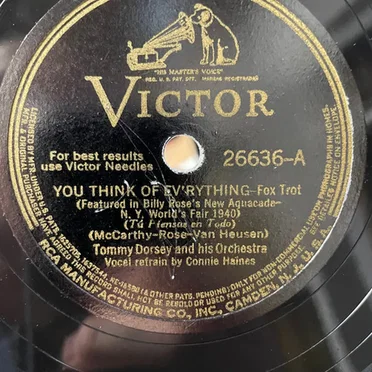 "HIS MASTER'S VOICE"
REG. U.S. PAT. OFF. MARCAS REGISTRADAS
VICTOR
For best results
use Victor Needles
26636-A
YOU THINK OF EV'RYTHING—Fox Trot
(Featured in Billy Rose's New Aquacade-
N. Y. World's Fair 1940)
(Tú Piensas en Todo)
(McCarthy-Rose-Van Heusen)
Tommy Dorsey and his Orchestra
Vocal refrain by Connie Haines
RCA MANUFACTURING CO., INC., CAMDEN, N. J., U. S. A.